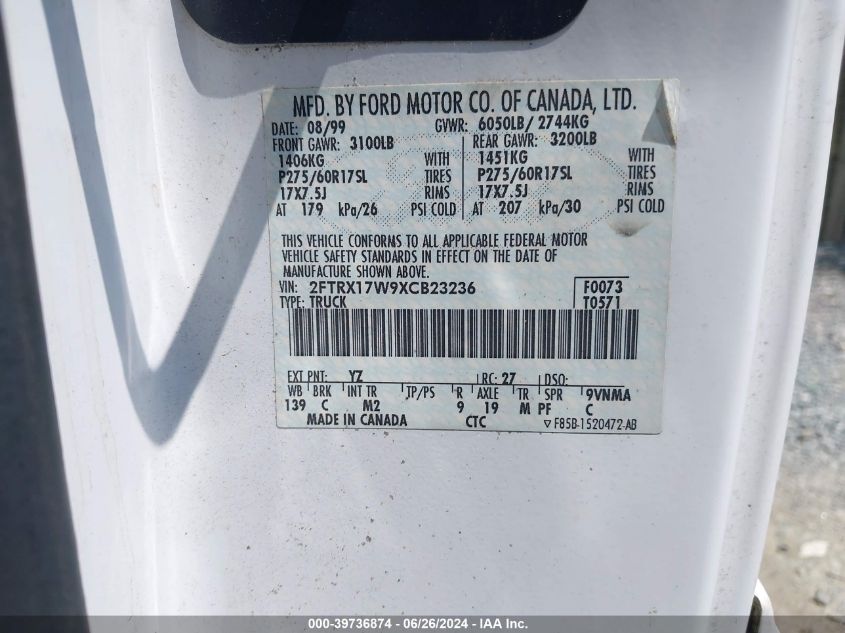 MFD. BY FORD MOTOR CO. OF CANADA, LTD.
DATE: 08/99 GVWR: 6050LB/ 2744KG
FRONT GAWR: 3100LB REAR GAWR: 3200LB
1406KG WITH 1451KG WITH
P275/60R17SL TIRES P275/60R17SL TIRES
17X7.5J RIMS 17X7.5J RIMS
AT 179 kPa/26 PSI COLD AT 207 kPa/30 PSI COLD
THIS VEHICLE CONFORMS TO ALL APPLICABLE FEDERAL MOTOR
VEHICLE SAFETY STANDARDS IN EFFECT ON THE DATE OF
MANUFACTURE SHOWN ABOVE.
VIN: 2FTRX17W9XCB23236 F0073
TYPE: TRUCK T0571
EXT PNT: YZ RC: 27 DSO:
WB BRK INT TR TP/PS R AXLE TR SPR 9VNMA
139 C M2 9 19 M PF C
MADE IN CANADA CTC ▽ F85B-1520472-AB
000-39736874 / 06/26/2024 - IAA Inc.